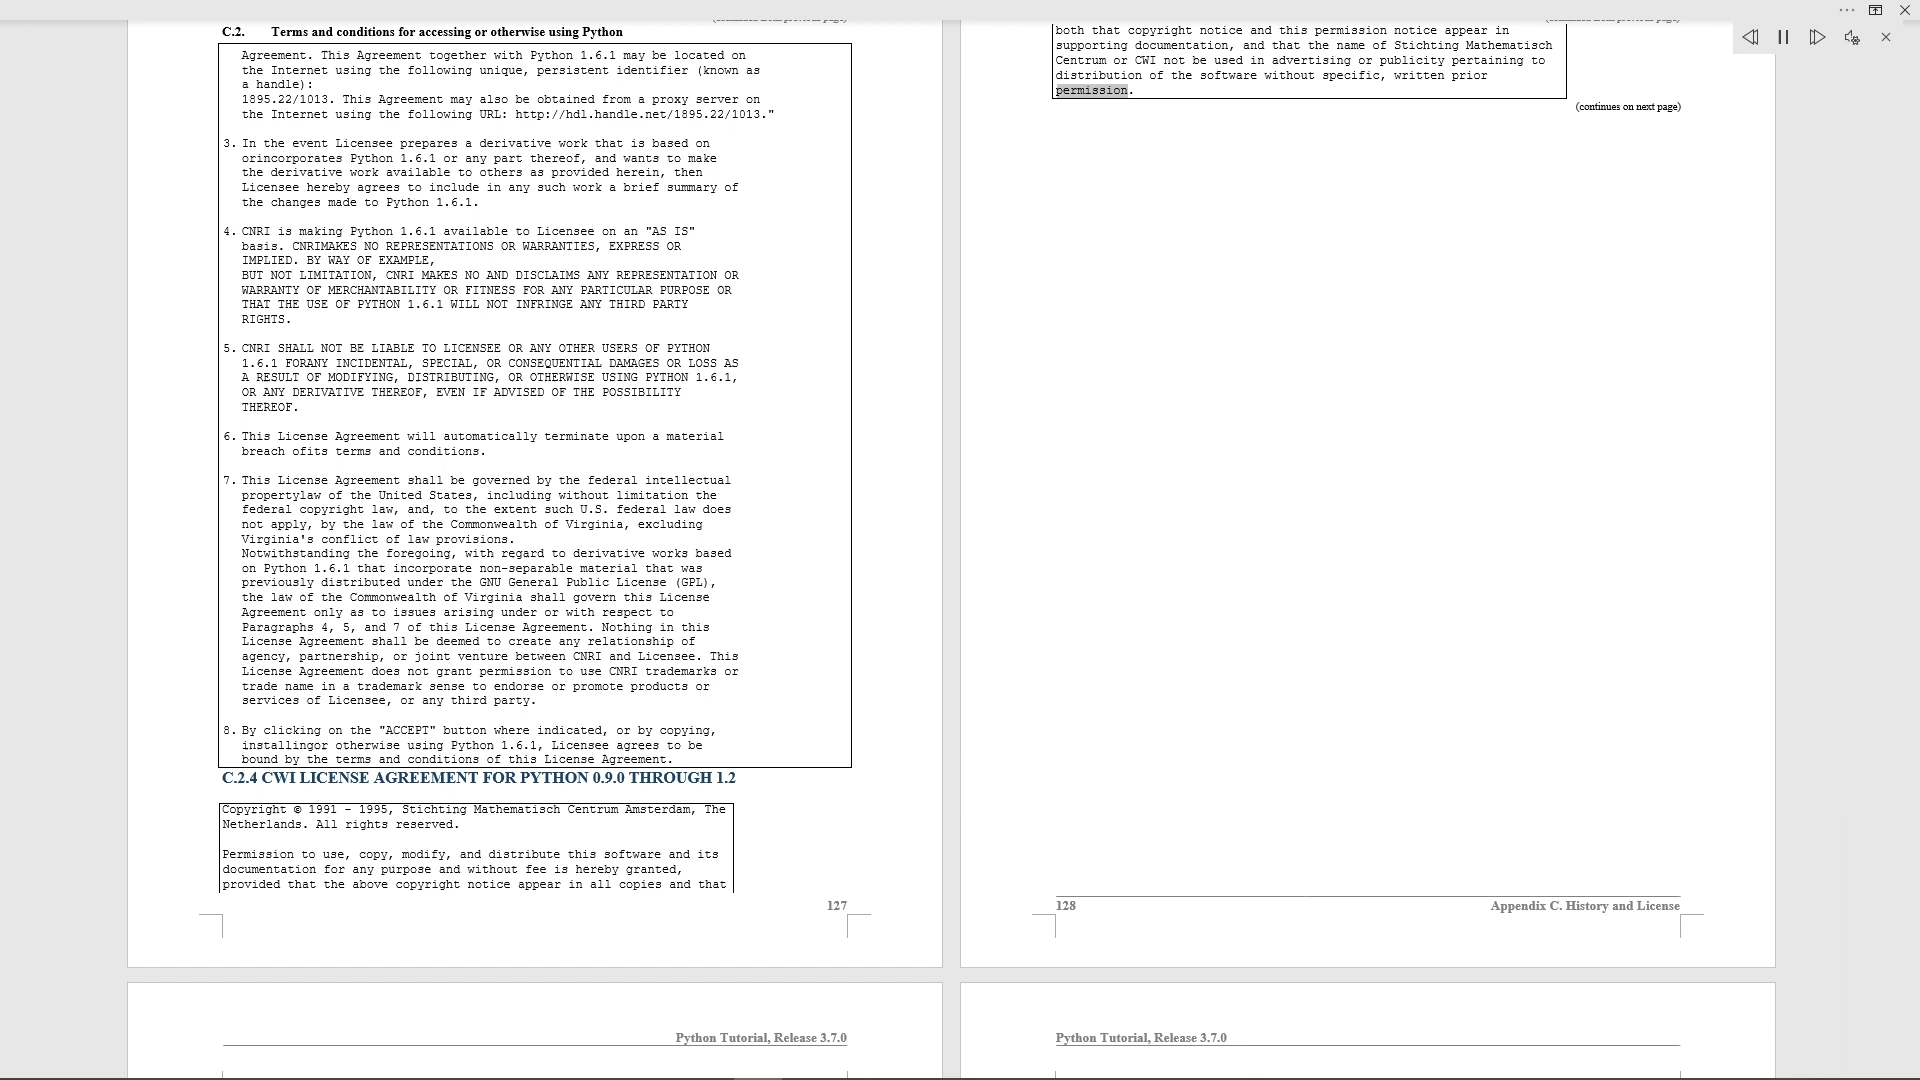 C.2. Terms and conditions for accessing or otherwise using Python
Agreement. This Agreement together with Python 1.6.1 may be located on
the Internet using the following unique, persistent identifier (known as
a handle):
1895.22/1013. This Agreement may also be obtained from a proxy server on
the Internet using the following URL: http://hdl.handle.net/1895.22/1013."
3. In the event Licensee prepares a derivative work that is based on
orincorporates Python 1.6.1 or any part thereof, and wants to make
the derivative work available to others as provided herein, then
Licensee hereby agrees to include in any such work a brief summary of
the changes made to Python 1.6.1.
4. CNRI is making Python 1.6.1 available to Licensee on an "AS IS"
basis. CNRIMAKES NO REPRESENTATIONS OR WARRANTIES, EXPRESS OR
IMPLIED. BY WAY OF EXAMPLE,
BUT NOT LIMITATION, CNRI MAKES NO AND DISCLAIMS ANY REPRESENTATION OR
WARRANTY OF MERCHANTABILITY OR FITNESS FOR ANY PARTICULAR PURPOSE OR
THAT THE USE OF PYTHON 1.6.1 WILL NOT INFRINGE ANY THIRD PARTY
RIGHTS.
5. CNRI SHALL NOT BE LIABLE TO LICENSEE OR ANY OTHER USERS OF PYTHON
1.6.1 FORANY INCIDENTAL, SPECIAL, OR CONSEQUENTIAL DAMAGES OR LOSS AS
A RESULT OF MODIFYING, DISTRIBUTING, OR OTHERWISE USING PYTHON 1.6.1,
OR ANY DERIVATIVE THEREOF, EVEN IF ADVISED OF THE POSSIBILITY
THEREOF.
6. This License Agreement will automatically terminate upon a material
breach ofits terms and conditions.
7. This License Agreement shall be governed by the federal intellectual
propertylaw of the United States, including without limitation the
federal copyright law, and, to the extent such U.S. federal law does
not apply, by the law of the Commonwealth of Virginia, excluding
Virginia's conflict of law provisions.
Notwithstanding the foregoing, with regard to derivative works based
on Python 1.6.1 that incorporate non-separable material that was
previously distributed under the GNU General Public License (GPL),
the law of the Commonwealth of Virginia shall govern this License
Agreement only as to issues arising under or with respect to
Paragraphs 4, 5, and 7 of this License Agreement. Nothing in this
License Agreement shall be deemed to create any relationship of
agency, partnership, or joint venture between CNRI and Licensee. This
License Agreement does not grant permission to use CNRI trademarks or
trade name in a trademark sense to endorse or promote products or
services of Licensee, or any third party.
8. By clicking on the "ACCEPT" button where indicated, or by copying,
installingor otherwise using Python 1.6.1, Licensee agrees to be
bound by the terms and conditions of this License Agreement.
C.2.4 CWI LICENSE AGREEMENT FOR PYTHON 0.9.0 THROUGH 1.2
Copyright © 1991 - 1995, Stichting Mathematisch Centrum Amsterdam, The
Netherlands. All rights reserved.
Permission to use, copy, modify, and distribute this software and its
documentation for any purpose and without fee is hereby granted,
provided that the above copyright notice appear in all copies and that
127
both that copyright notice and this permission notice appear in
supporting documentation, and that the name of Stichting Mathematisch
Centrum or CWI not be used in advertising or publicity pertaining to
distribution of the software without specific, written prior
permission.
(continues on next page)
128 Appendix C. History and License
Python Tutorial, Release 3.7.0
Python Tutorial, Release 3.7.0